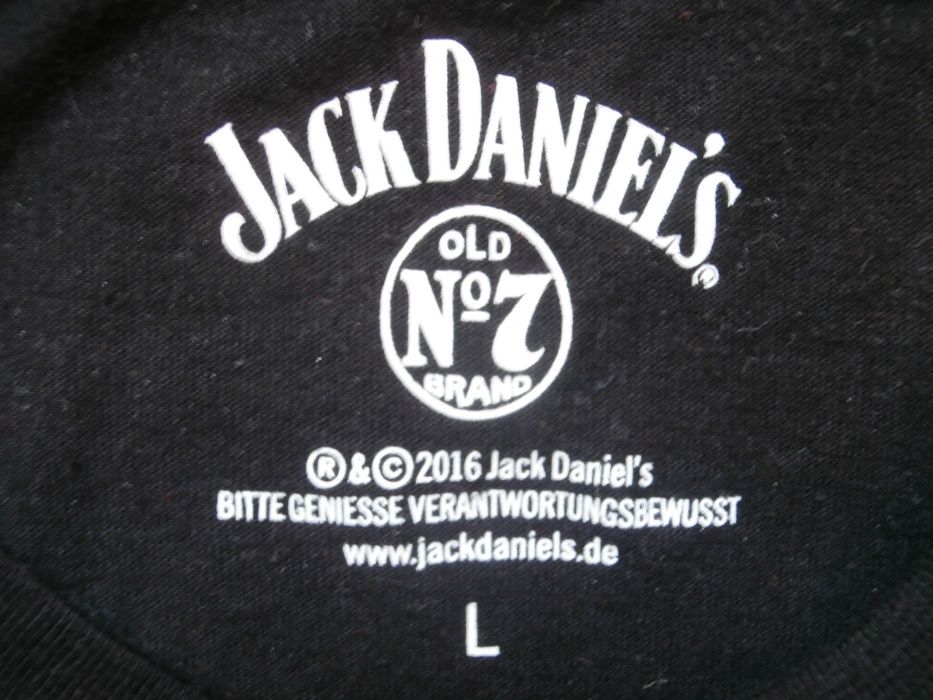 JACK DANIEL'S®
OLD
Nº7
BRAND
®&©2016 Jack Daniel's
BITTE GENIESSE VERANTWORTUNGSBEWUSST
www.jackdaniels.de
L